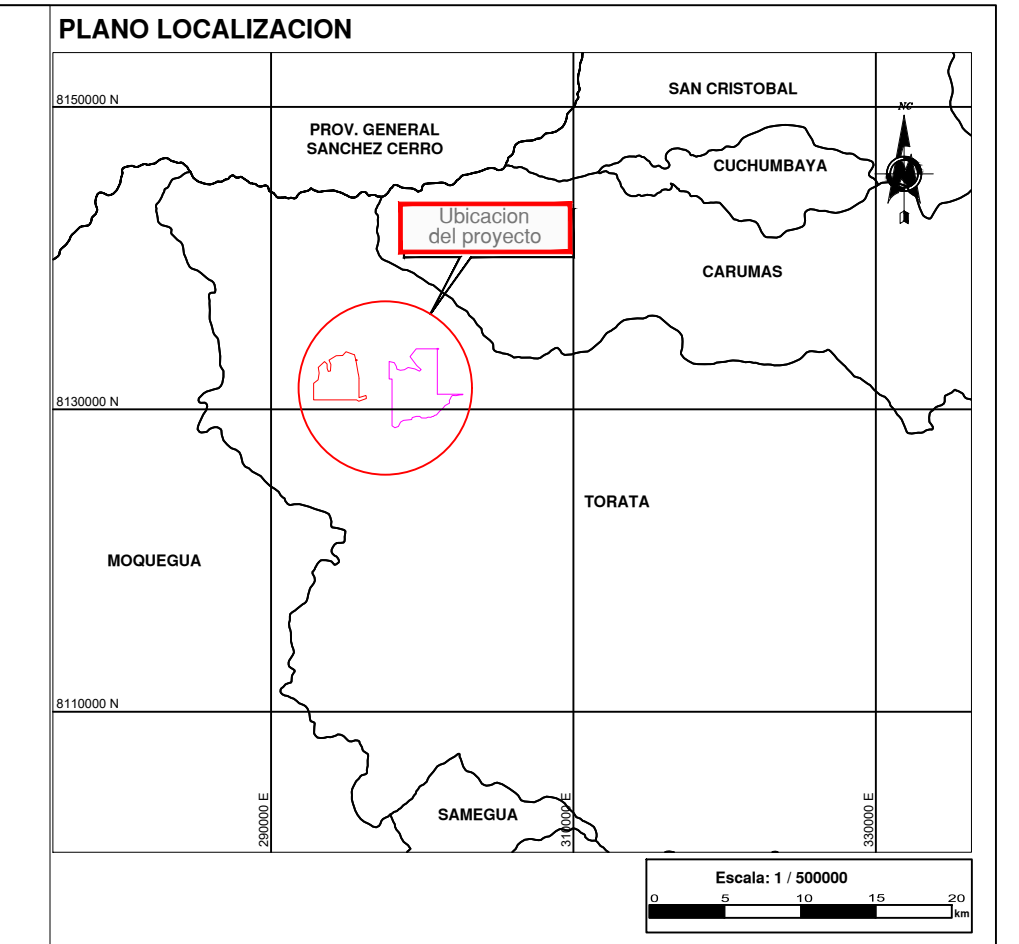 PLANO LOCALIZACION
8150000 N
SAN CRISTOBAL
NC
PROV. GENERAL
SANCHEZ CERRO
CUCHUMBAYA
N
Ubicacion
del proyecto
CARUMAS
8130000 N
TORATA
MOQUEGUA
8110000 N
290000 E
310000 E
330000 E
SAMEGUA
Escala: 1 / 500000
0 5 10 15 20
km